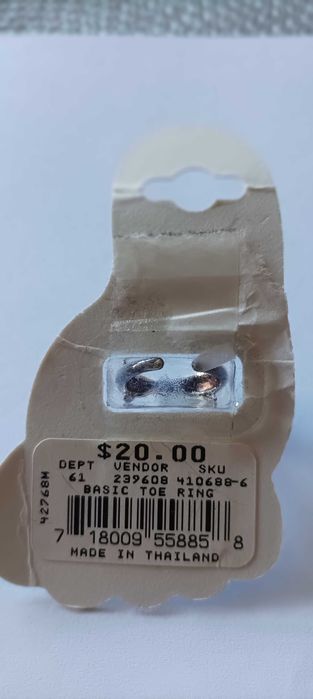 $20.00
DEPT VENDOR SKU
61 239608 410688-6
BASIC TOE RING
42768M
7 18009 55885 8
MADE IN THAILAND